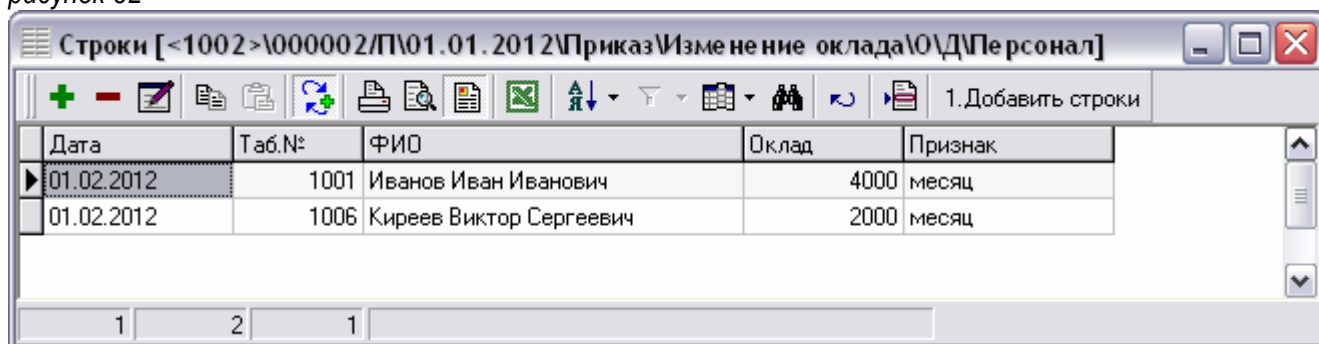 Строки [<1002>\000002/П\01.01.2012\Приказ\Изменение оклада\О\Д\Персонал]
1.Добавить строки
Дата Таб.№ ФИО Оклад Признак
01.02.2012 1001 Иванов Иван Иванович 4000 месяц
01.02.2012 1006 Киреев Виктор Сергеевич 2000 месяц
1 2 1